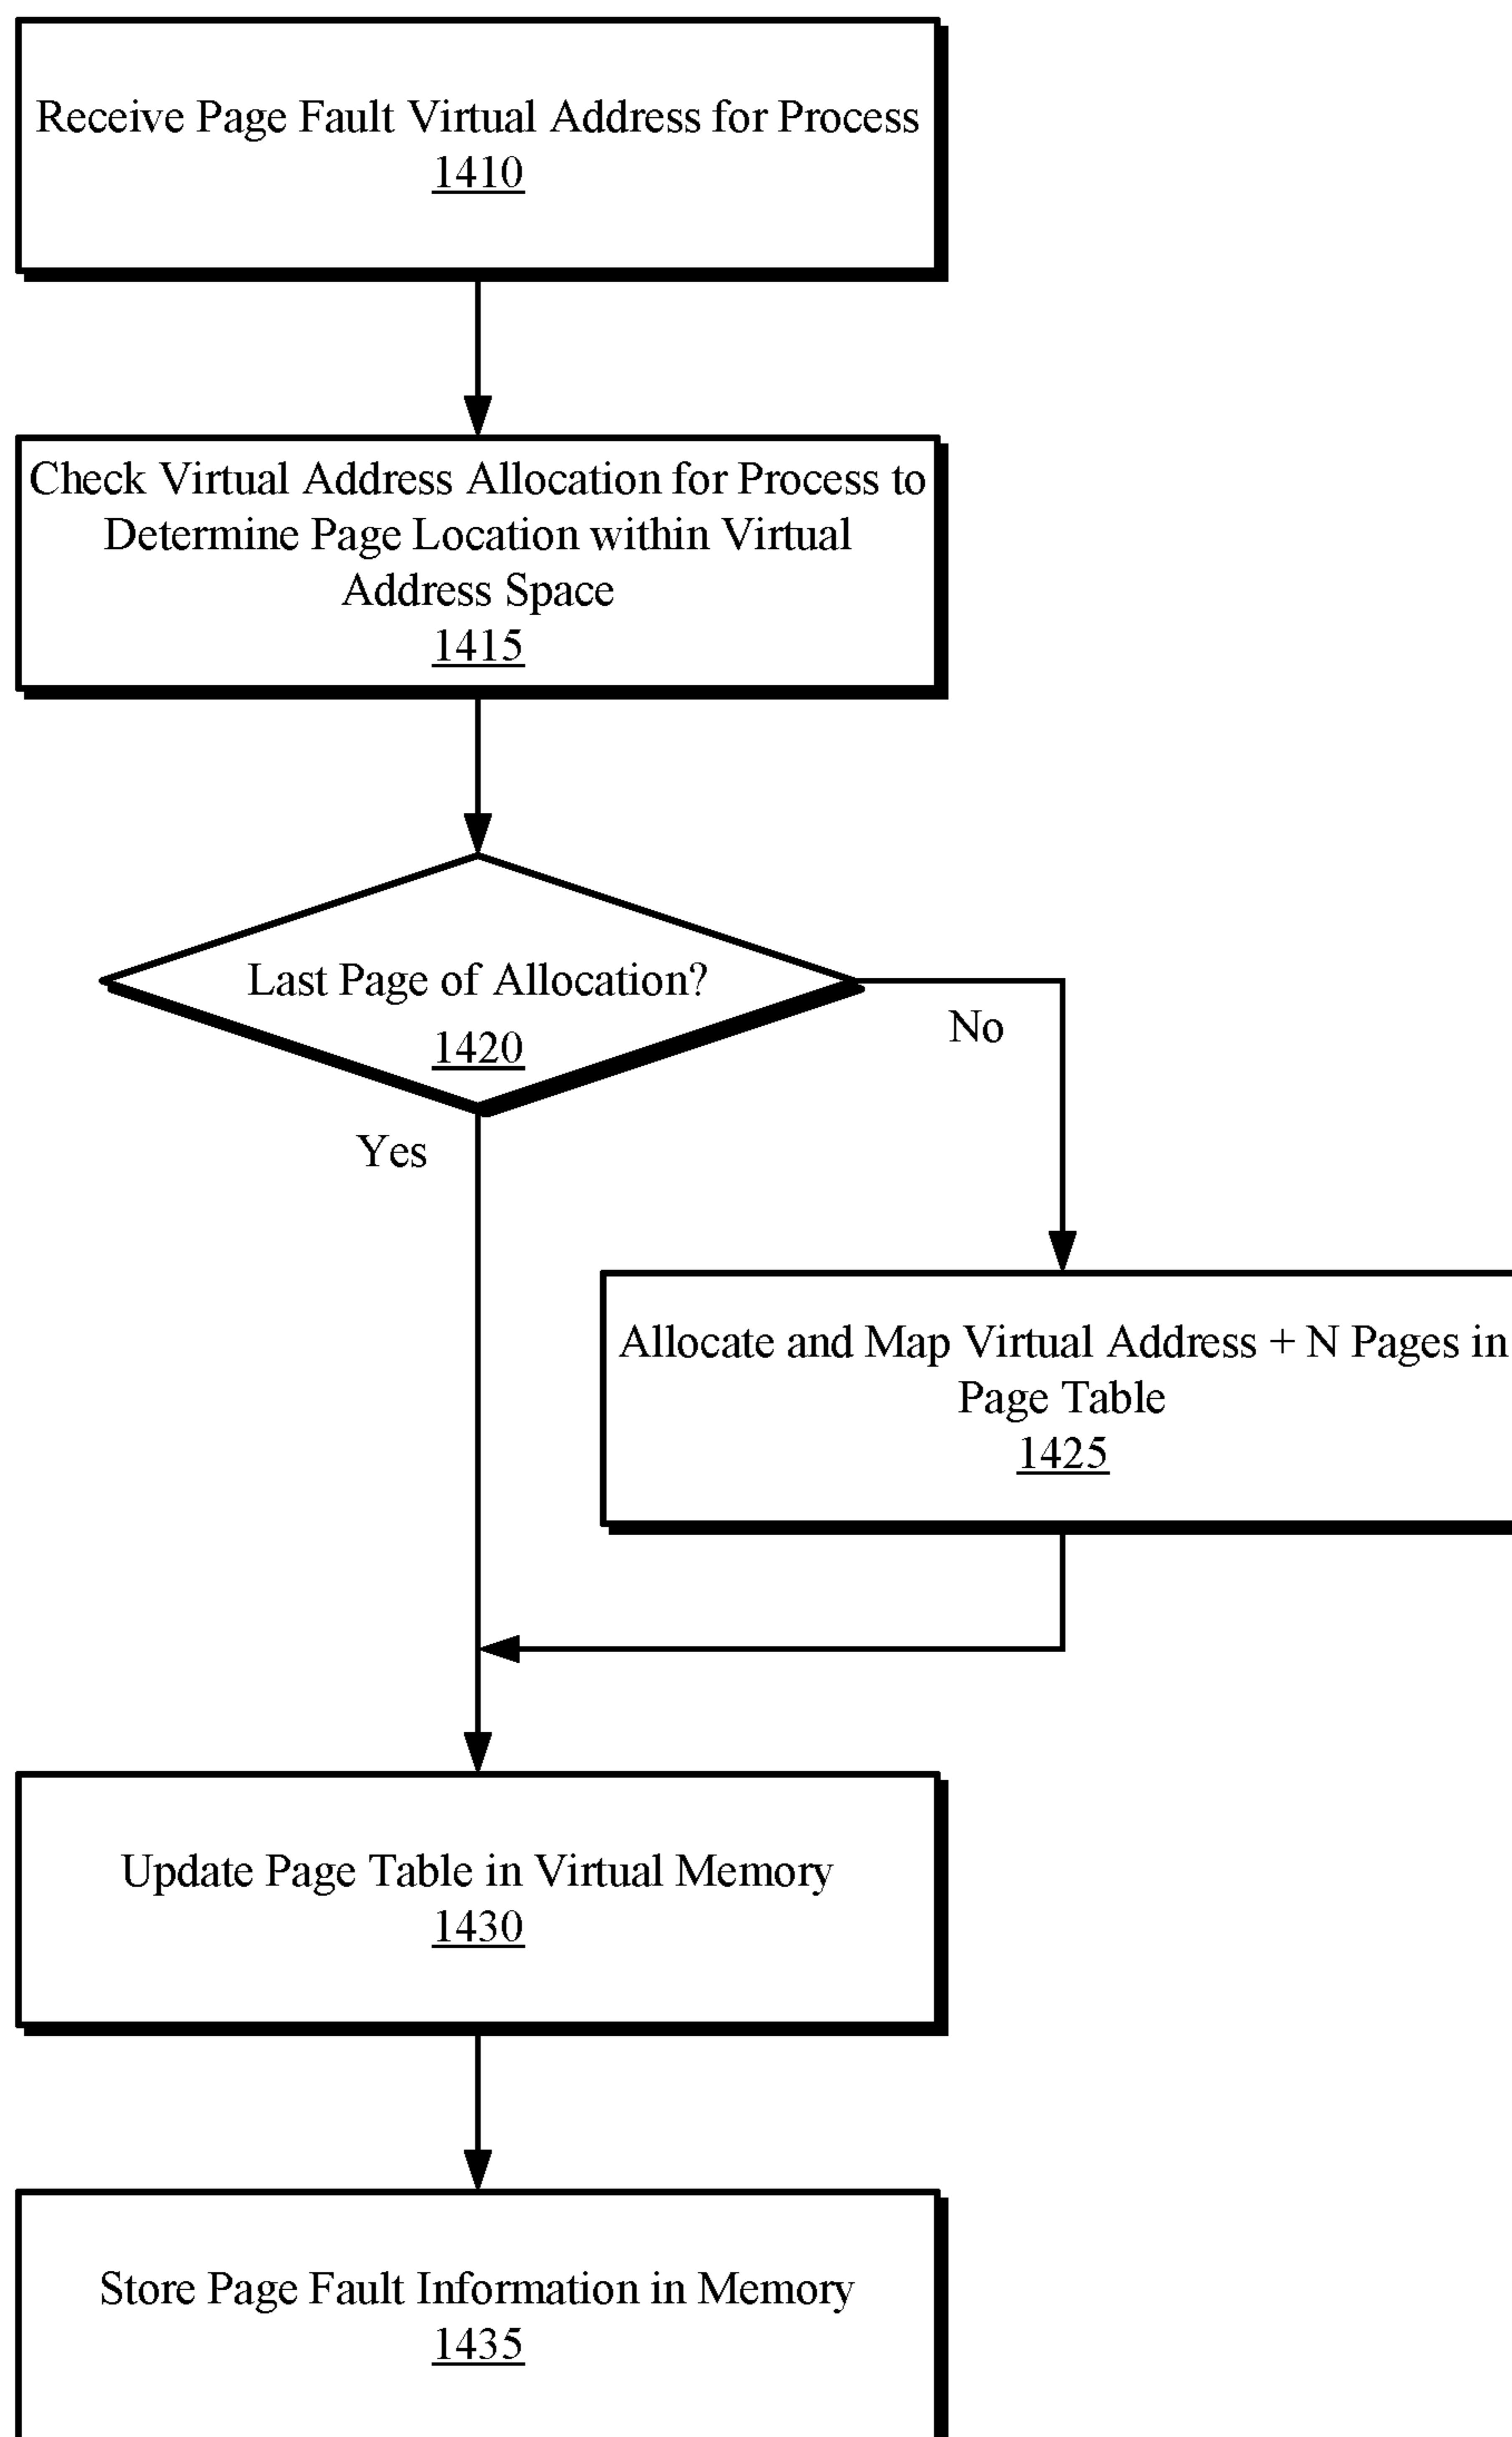 Receive Page Fault Virtual Address for Process
1410
Check Virtual Address Allocation for Process to
Determine Page Location within Virtual
Address Space
1415
Last Page of Allocation?
1420
No
Yes
Allocate and Map Virtual Address + N Pages in
Page Table
1425
Update Page Table in Virtual Memory
1430
Store Page Fault Information in Memory
1435